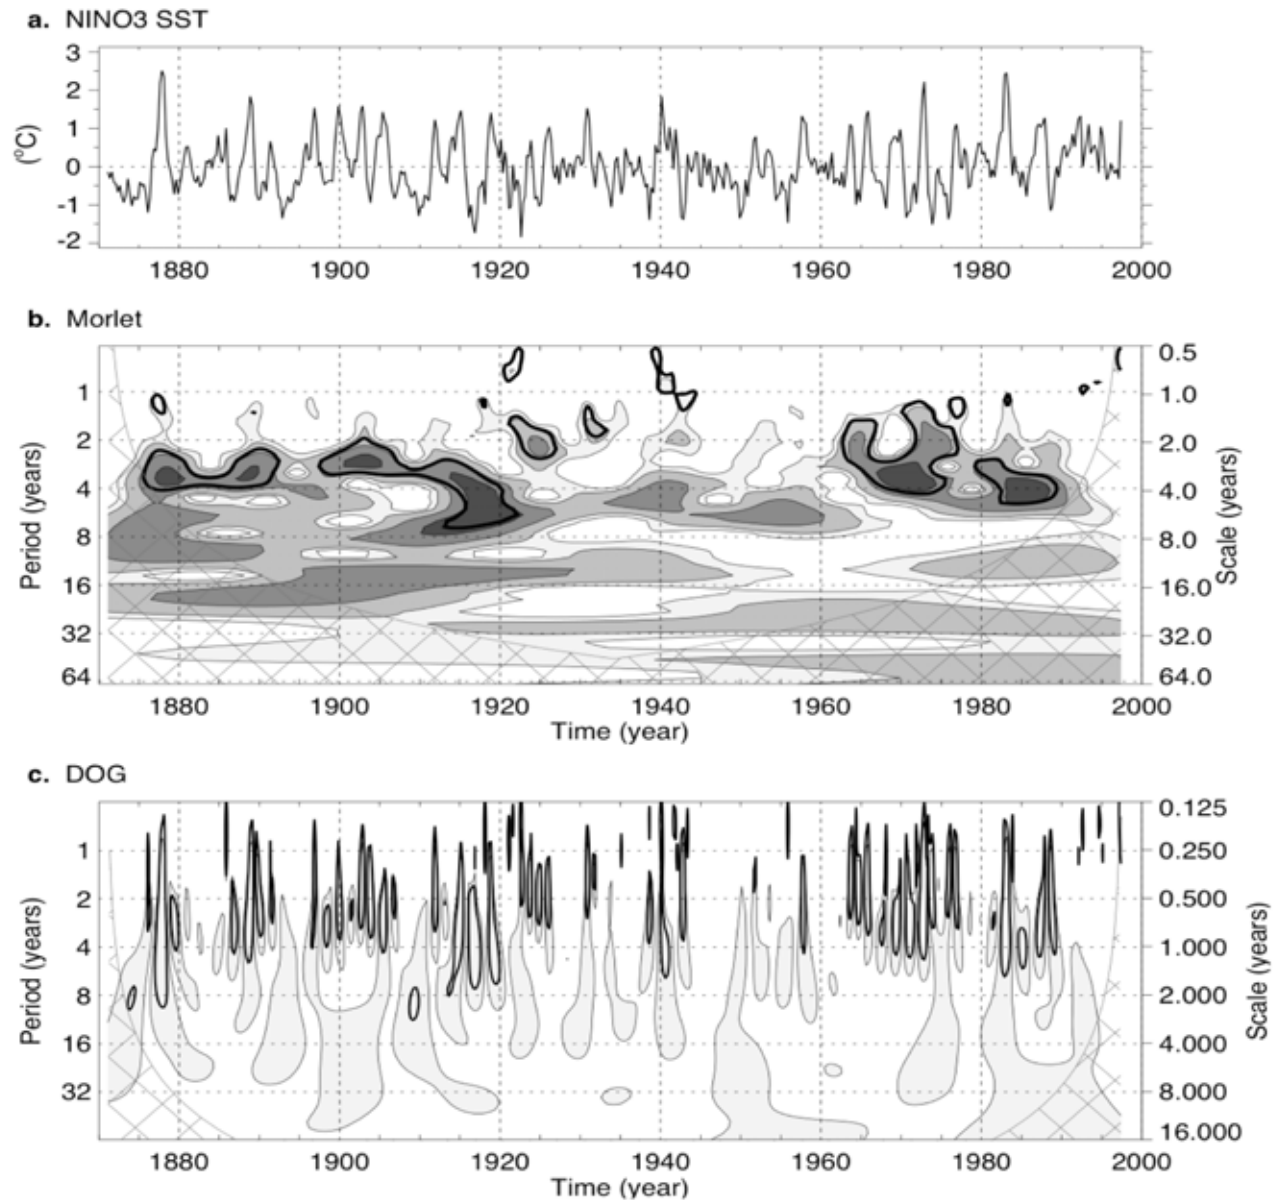 a. NINO3 SST
3
2
1
0
-1
-2
(°C)
1880 1900 1920 1940 1960 1980 2000
b. Morlet
1
2
4
8
16
32
64
Period (years)
0.5
1.0
2.0
4.0
8.0
16.0
32.0
64.0
Scale (years)
1880 1900 1920 1940 1960 1980 2000
Time (year)
c. DOG
1
2
4
8
16
32
Period (years)
0.125
0.250
0.500
1.000
2.000
4.000
8.000
16.000
Scale (years)
1880 1900 1920 1940 1960 1980 2000
Time (year)